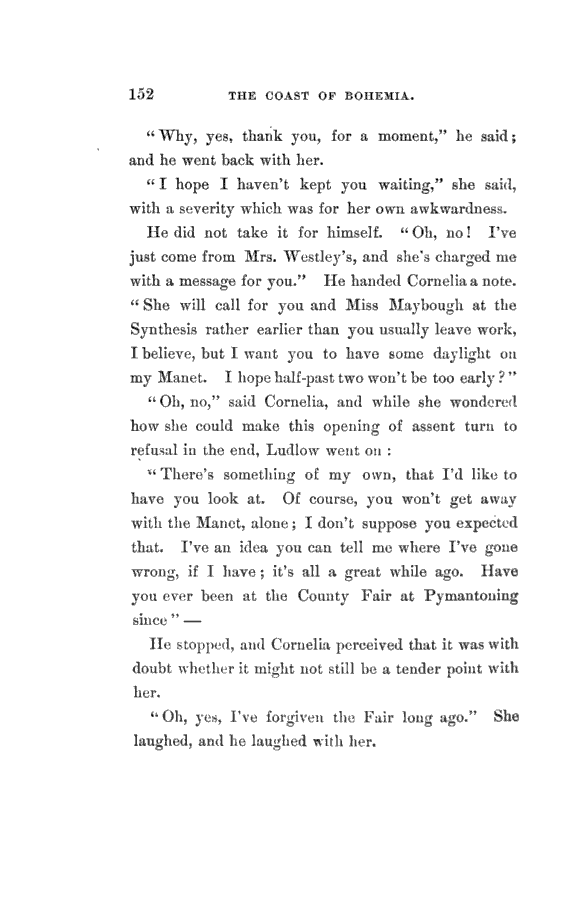 152 THE COAST OF BOHEMIA.
“Why, yes, thank you, for a moment,” he said;
and he went back with her.
“I hope I haven't kept you waiting,” she said,
with a severity which was for her own awkwardness.
He did not take it for himself. “Oh, no! I've
just come from Mrs. Westley's, and she's charged me
with a message for you.” He handed Cornelia a note.
“She will call for you and Miss Maybough at the
Synthesis rather earlier than you usually leave work,
I believe, but I want you to have some daylight on
my Manet. I hope half-past two won't be too early?”
“Oh, no,” said Cornelia, and while she wondered
how she could make this opening of assent turn to
refusal in the end, Ludlow went on:
“There's something of my own, that I'd like to
have you look at. Of course, you won't get away
with the Manet, alone; I don't suppose you expected
that. I've an idea you can tell me where I've gone
wrong, if I have; it's all a great while ago. Have
you ever been at the County Fair at Pymantoning
since”—
He stopped, and Cornelia perceived that it was with
doubt whether it might not still be a tender point with
her.
“Oh, yes, I've forgiven the Fair long ago.” She
laughed, and he laughed with her.